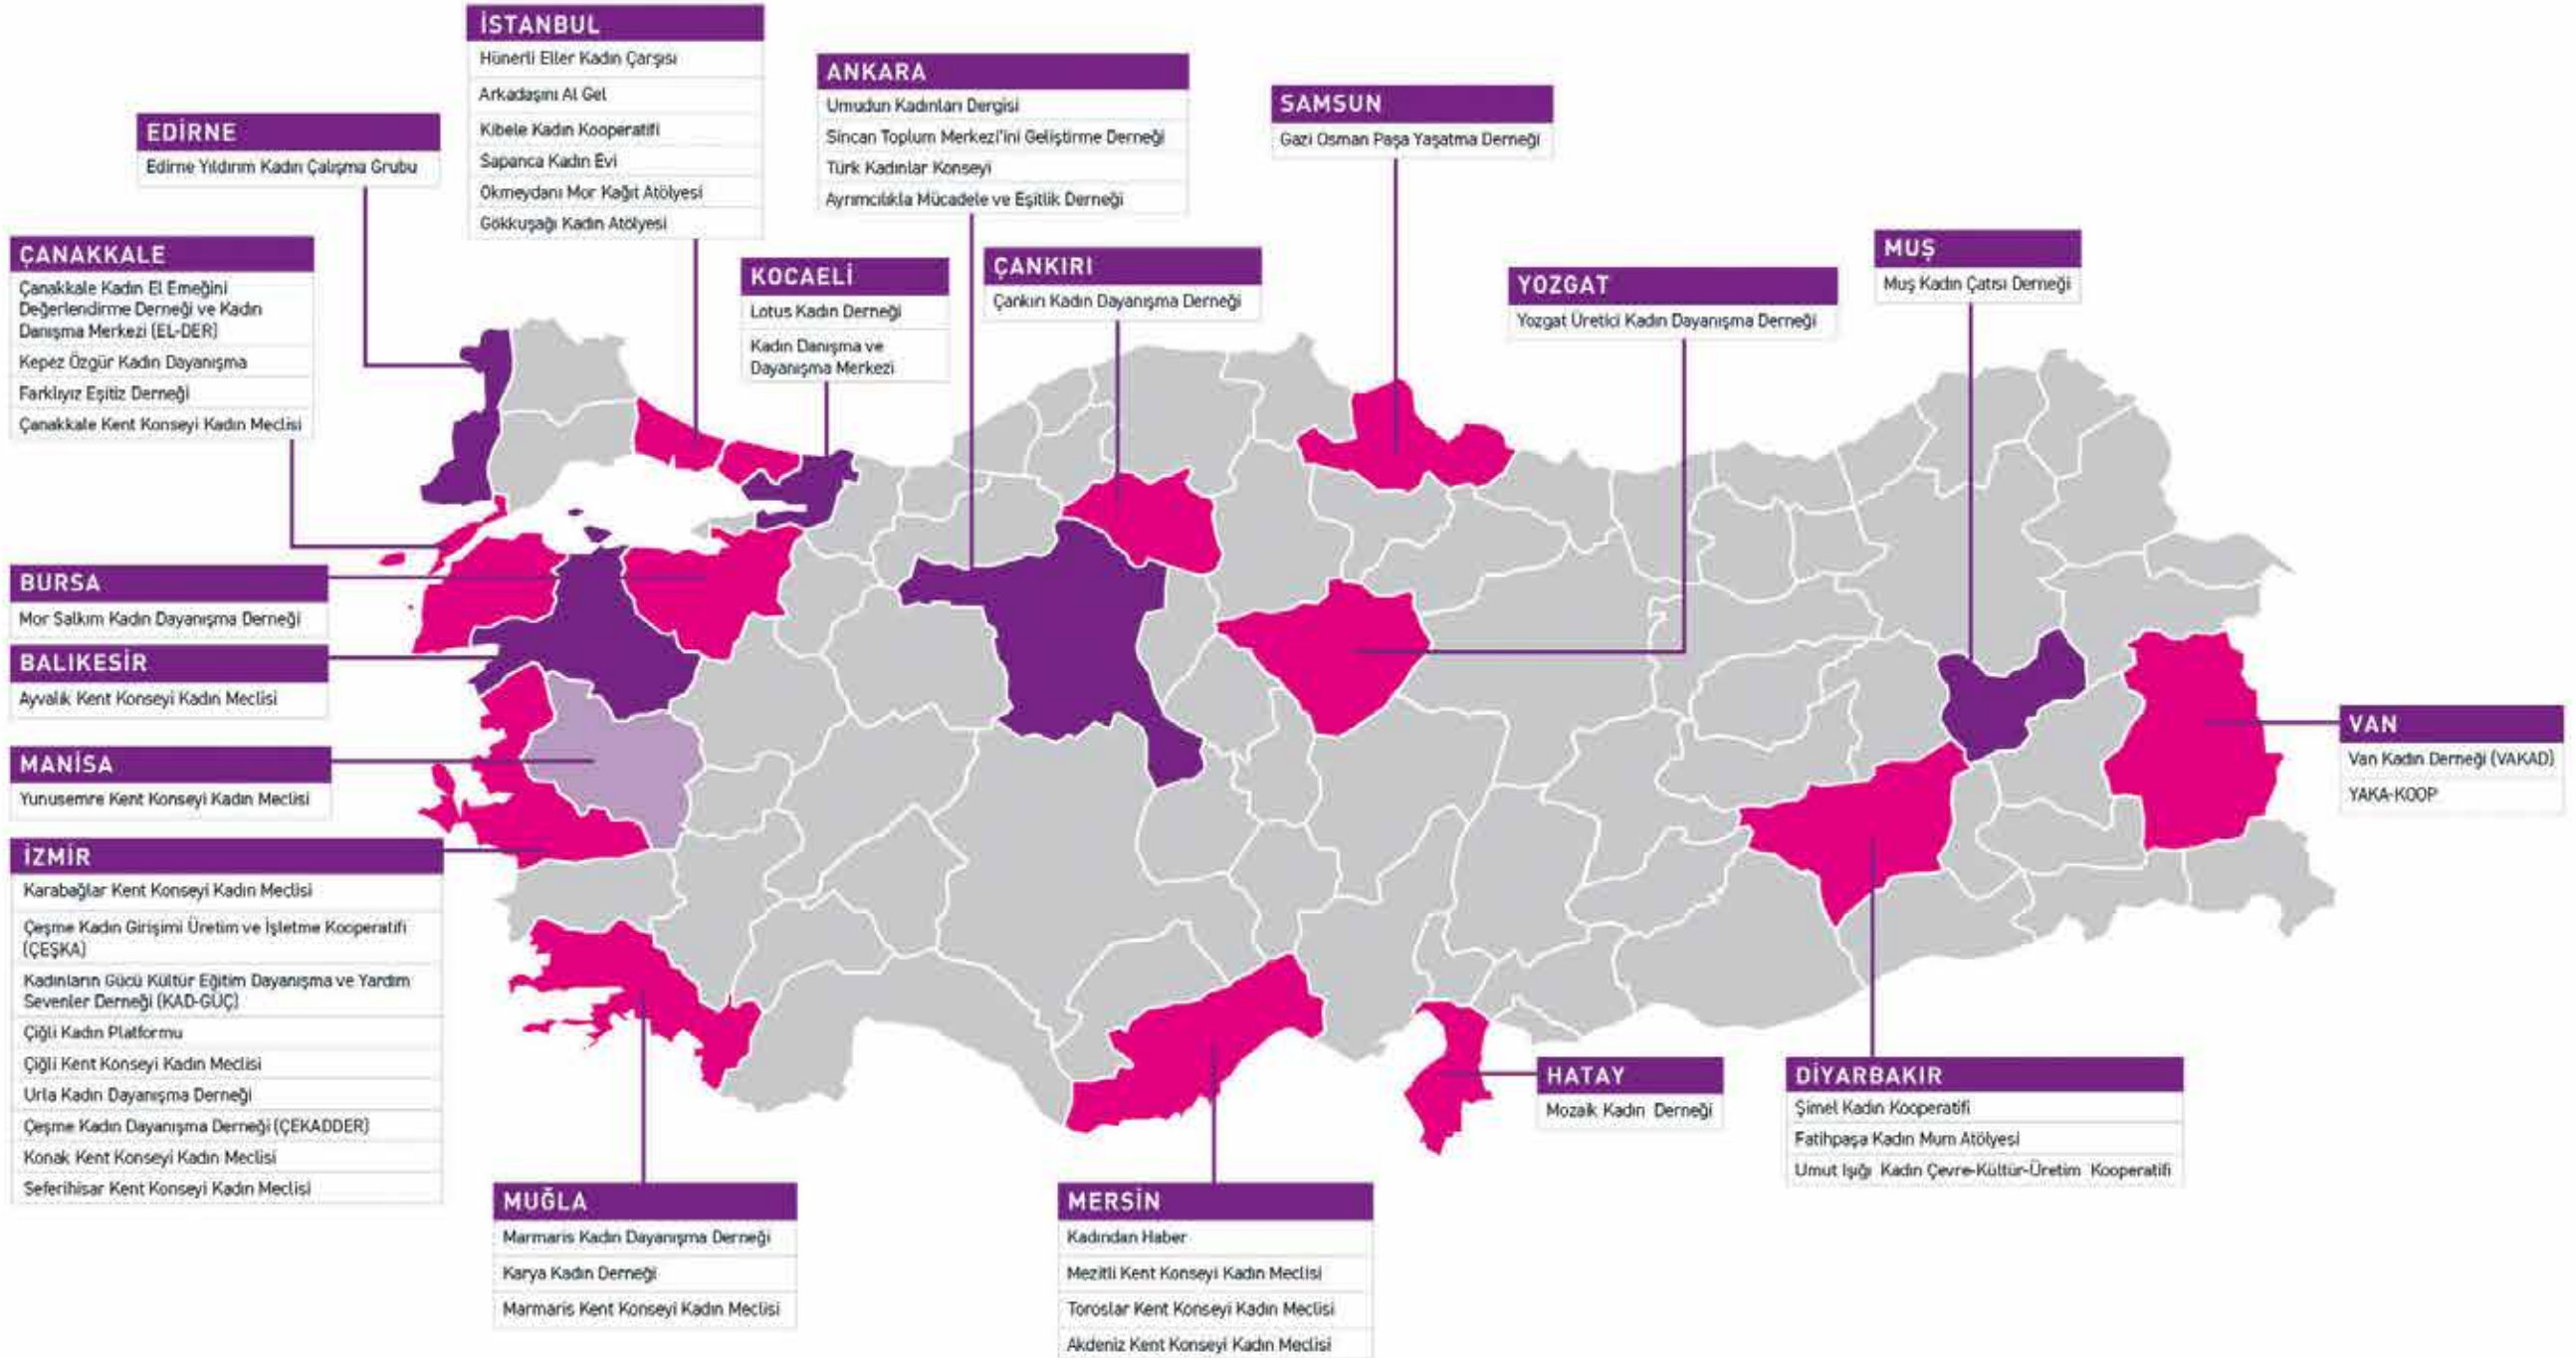 İSTANBUL
Hünerli Eller Kadın Çarşısı
Arkadaşını Al Gel
Kibele Kadın Kooperatifi
Sapanca Kadın Evi
Okmeydanı Mor Kağıt Atölyesi
Gökkuşağı Kadın Atölyesi
ANKARA
Umudun Kadınları Dergisi
Sincan Toplum Merkezi'ini Geliştirme Derneği
Türk Kadınlar Konseyi
Ayrımcılıkla Mücadele ve Eşitlik Derneği
SAMSUN
Gazi Osman Paşa Yaşatma Derneği
EDİRNE
Edirne Yıldırım Kadın Çalışma Grubu
ÇANAKKALE
Çanakkale Kadın El Emeğini
Değerlendirme Derneği ve Kadın
Danışma Merkezi (EL-DER)
Kepez Özgür Kadın Dayanışma
Farklıyız Eşitiz Derneği
Çanakkale Kent Konseyi Kadın Meclisi
KOCAELİ
Lotus Kadın Derneği
Kadın Danışma ve
Dayanışma Merkezi
ÇANKIRI
Çankırı Kadın Dayanışma Derneği
YOZGAT
Yozgat Üretici Kadın Dayanışma Derneği
MUŞ
Muş Kadın Çatısı Derneği
BURSA
Mor Salkım Kadın Dayanışma Derneği
BALIKESİR
Ayvalık Kent Konseyi Kadın Meclisi
MANİSA
Yunusemre Kent Konseyi Kadın Meclisi
VAN
Van Kadın Derneği (VAKAD)
YAKA-KOOP
İZMİR
Karabağlar Kent Konseyi Kadın Meclisi
Çeşme Kadın Girişimi Üretim ve İşletme Kooperatifi
(ÇEŞKA)
Kadınların Gücü Kültür Eğitim Dayanışma ve Yardım
Sevenler Derneği (KAD-GÜÇ)
Çiğli Kadın Platformu
Çiğli Kent Konseyi Kadın Meclisi
Urla Kadın Dayanışma Derneği
Çeşme Kadın Dayanışma Derneği (ÇEKADDER)
Konak Kent Konseyi Kadın Meclisi
Seferihisar Kent Konseyi Kadın Meclisi
MUĞLA
Marmaris Kadın Dayanışma Derneği
Karya Kadın Derneği
Marmaris Kent Konseyi Kadın Meclisi
MERSİN
Kadından Haber
Mezitli Kent Konseyi Kadın Meclisi
Toroslar Kent Konseyi Kadın Meclisi
Akdeniz Kent Konseyi Kadın Meclisi
HATAY
Mozaik Kadın Derneği
DİYARBAKIR
Şimel Kadın Kooperatifi
Fatihpaşa Kadın Mum Atölyesi
Umut Işığı Kadın Çevre-Kültür-Üretim Kooperatifi